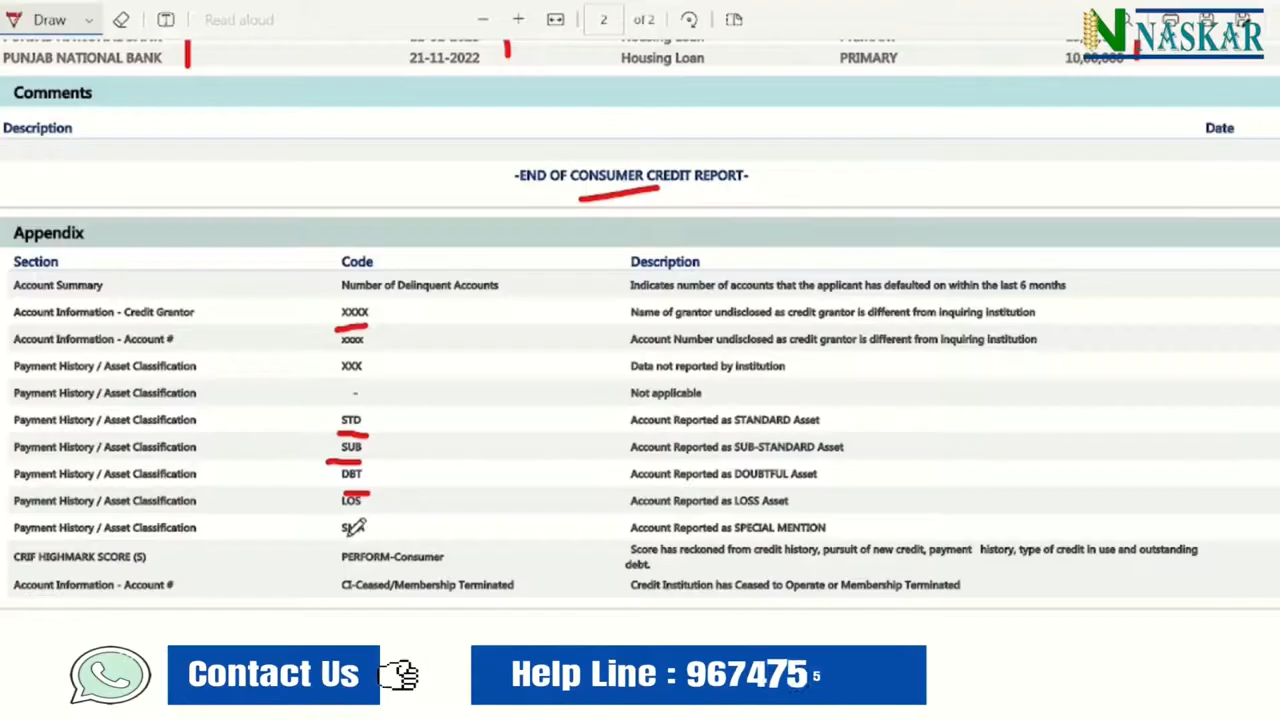 Draw Read aloud 2 of 2
NASKAR
PUNJAB NATIONAL BANK 21-11-2022 Housing Loan PRIMARY
Comments
Description Date
-END OF CONSUMER CREDIT REPORT-
Appendix
Section Code Description
Account Summary Number of Delinquent Accounts Indicates number of accounts that the applicant has defaulted on within the last 6 months
Account Information - Credit Grantor XXXX Name of grantor undisclosed as credit grantor is different from inquiring institution
Account Information - Account # xxxx Account Number undisclosed as credit grantor is different from inquiring institution
Payment History / Asset Classification XXX Data not reported by institution
Payment History / Asset Classification - Not applicable
Payment History / Asset Classification STD Account Reported as STANDARD Asset
Payment History / Asset Classification SUB Account Reported as SUB-STANDARD Asset
Payment History / Asset Classification DBT Account Reported as DOUBTFUL Asset
Payment History / Asset Classification LOS Account Reported as LOSS Asset
Payment History / Asset Classification Account Reported as SPECIAL MENTION
CRIF HIGHMARK SCORE (S) PERFORM-Consumer Score has reckoned from credit history, pursuit of new credit, payment history, type of credit in use and outstanding
debt.
Account Information - Account # CI-Ceased/Membership Terminated Credit Institution has Ceased to Operate or Membership Terminated
Contact Us Help Line : 967475 5